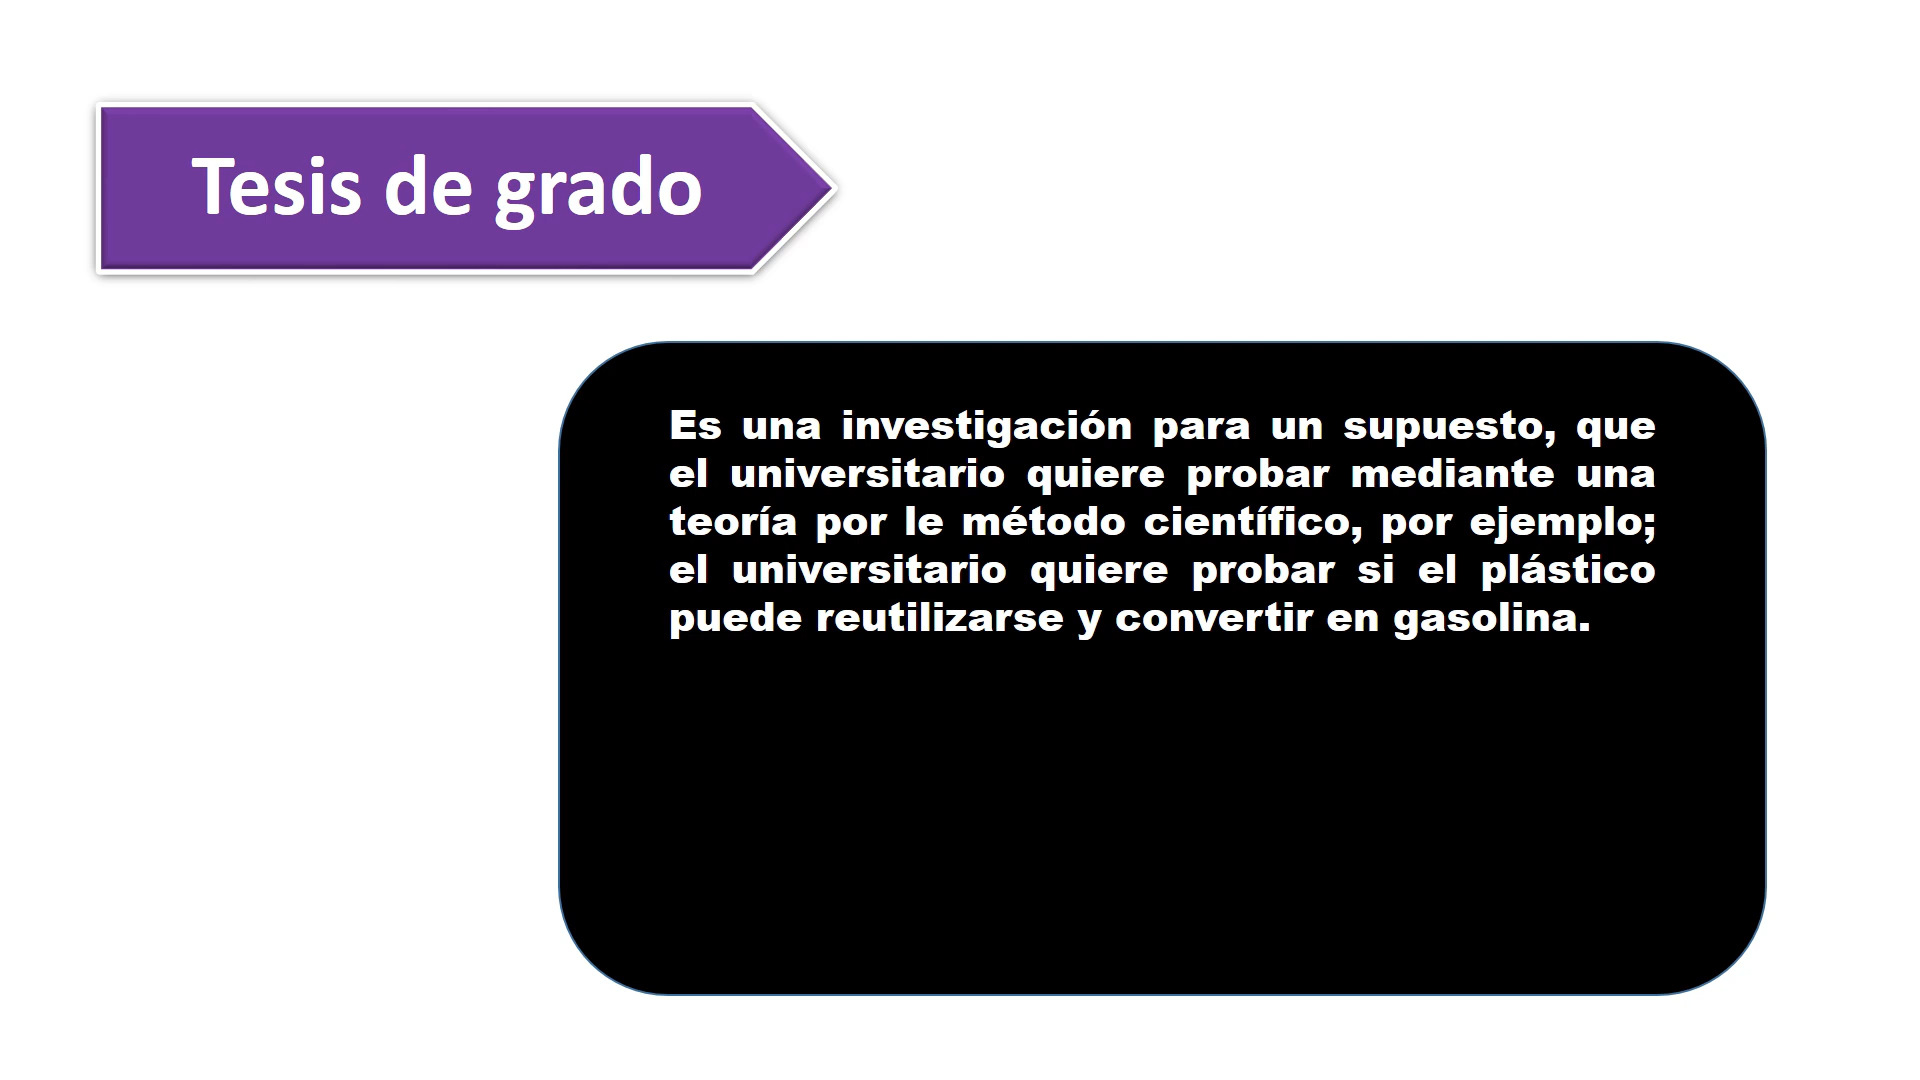 Tesis de grado
Es una investigación para un supuesto, que
el universitario quiere probar mediante una
teoría por le método científico, por ejemplo;
el universitario quiere probar si el plástico
puede reutilizarse y convertir en gasolina.